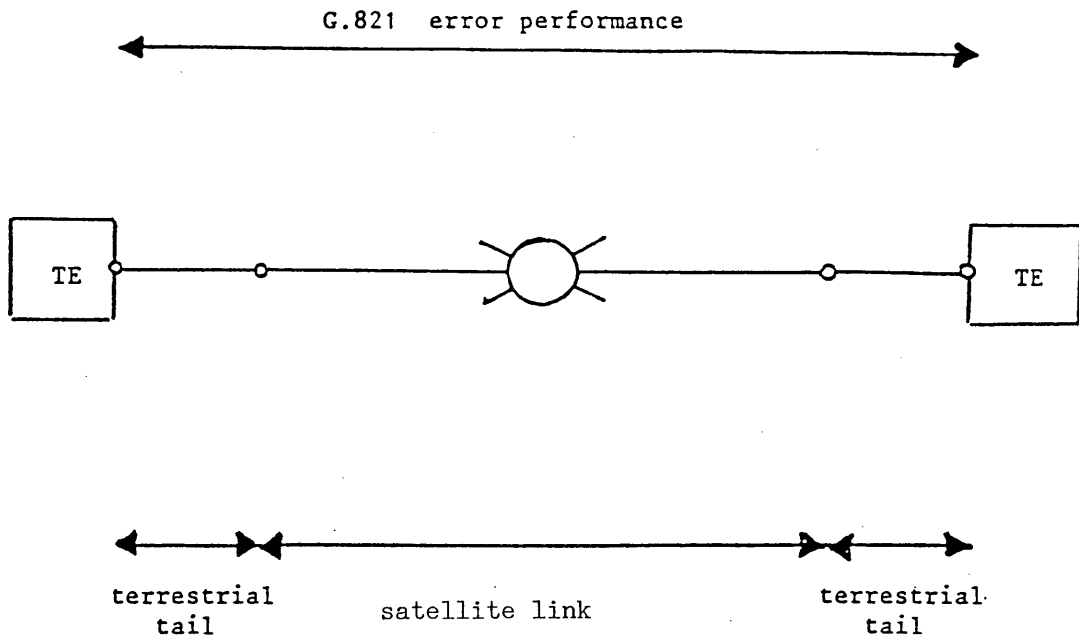 G.821 error performance
TE
TE
terrestrial
tail
satellite link
terrestrial
tail